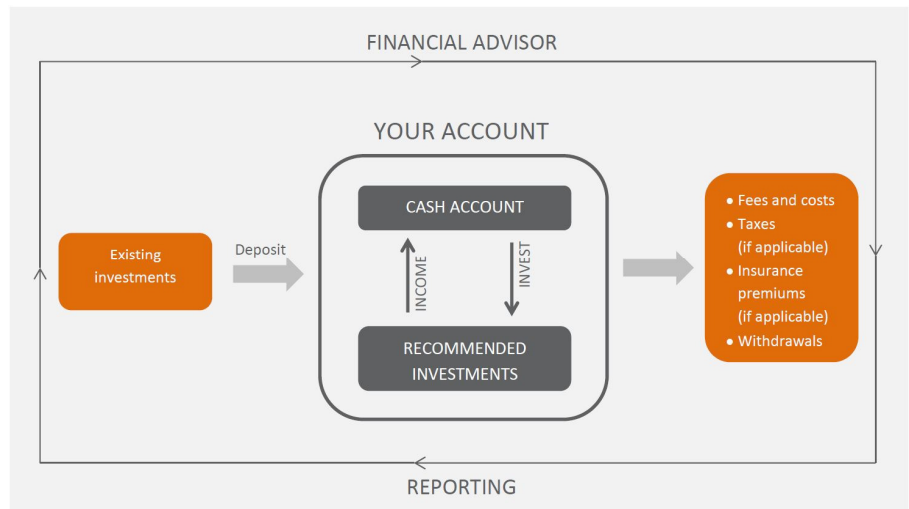 FINANCIAL ADVISOR
YOUR ACCOUNT
Existing
investments
Deposit
CASH ACCOUNT
INCOME
INVEST
RECOMMENDED
INVESTMENTS
● Fees and costs
● Taxes
(if applicable)
● Insurance
premiums
(if applicable)
● Withdrawals
REPORTING